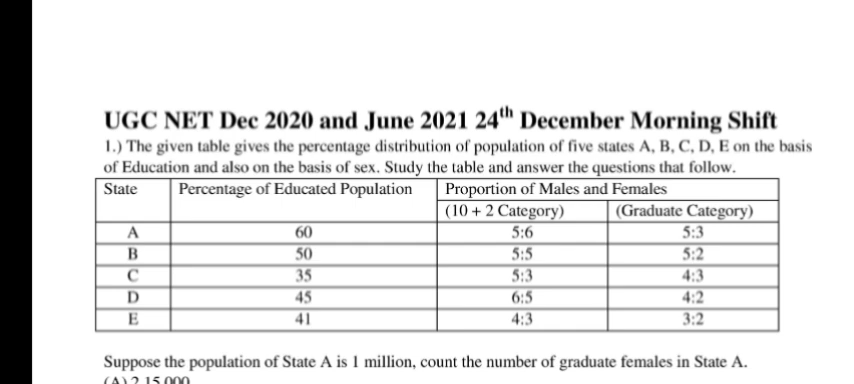 UGC NET Dec 2020 and June 2021 24th December Morning Shift
1.) The given table gives the percentage distribution of population of five states A, B, C, D, E on the basis
of Education and also on the basis of sex. Study the table and answer the questions that follow.
State Percentage of Educated Population Proportion of Males and Females
(10 + 2 Category) (Graduate Category)
A 60 5:6 5:3
B 50 5:5 5:2
C 35 5:3 4:3
D 45 6:5 4:2
E 41 4:3 3:2
Suppose the population of State A is 1 million, count the number of graduate females in State A.
(A) 2,15,000